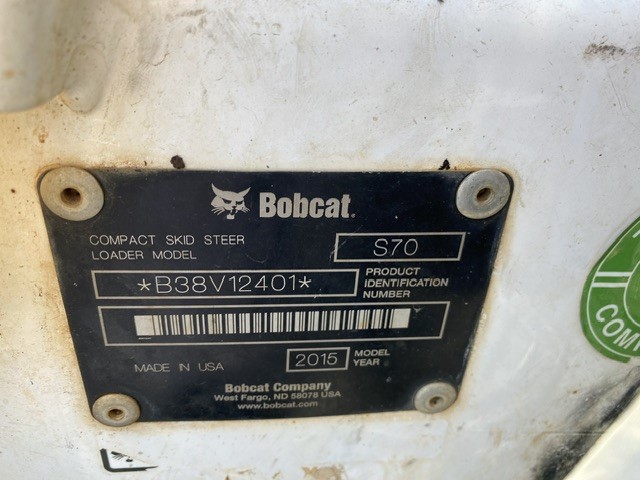 Bobcat.
COMPACT SKID STEER
LOADER MODEL
S70
*B38V12401*
PRODUCT
IDENTIFICATION
NUMBER
MADE IN USA
2015
MODEL
YEAR
Bobcat Company
West Fargo, ND 58078 USA
www.bobcat.com